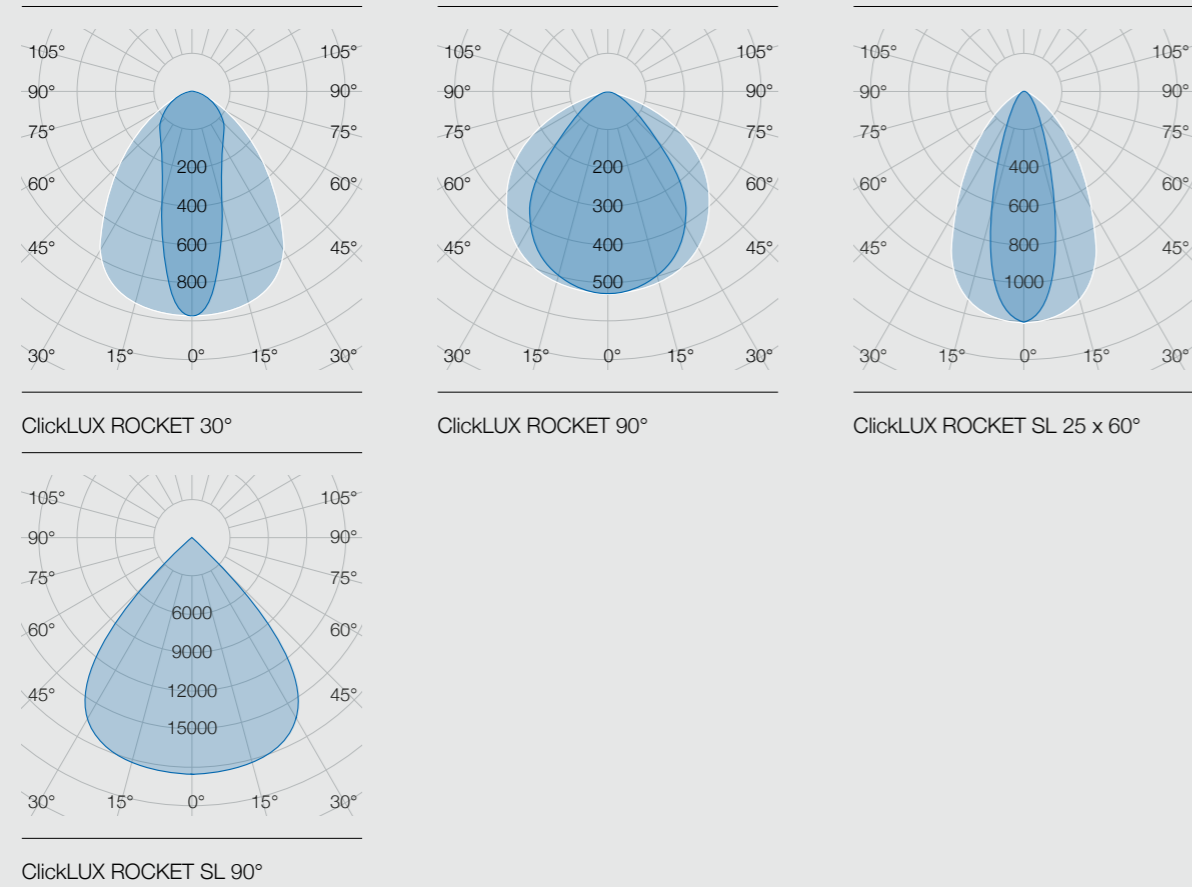 105° 105°
90° 90°
75° 75°
200
60° 60°
400
45° 600 45°
800
30° 15° 0° 15° 30°
ClickLUX ROCKET 30°
105° 105°
90° 90°
75° 75°
200
60° 60°
300
45° 400 45°
500
30° 15° 0° 15° 30°
ClickLUX ROCKET 90°
105° 105°
90° 90°
75° 75°
400
60° 60°
600
45° 800 45°
1000
30° 15° 0° 15° 30°
ClickLUX ROCKET SL 25 x 60°
105° 105°
90° 90°
75° 75°
6000
60° 60°
9000
45° 12000 45°
15000
30° 15° 0° 15° 30°
ClickLUX ROCKET SL 90°